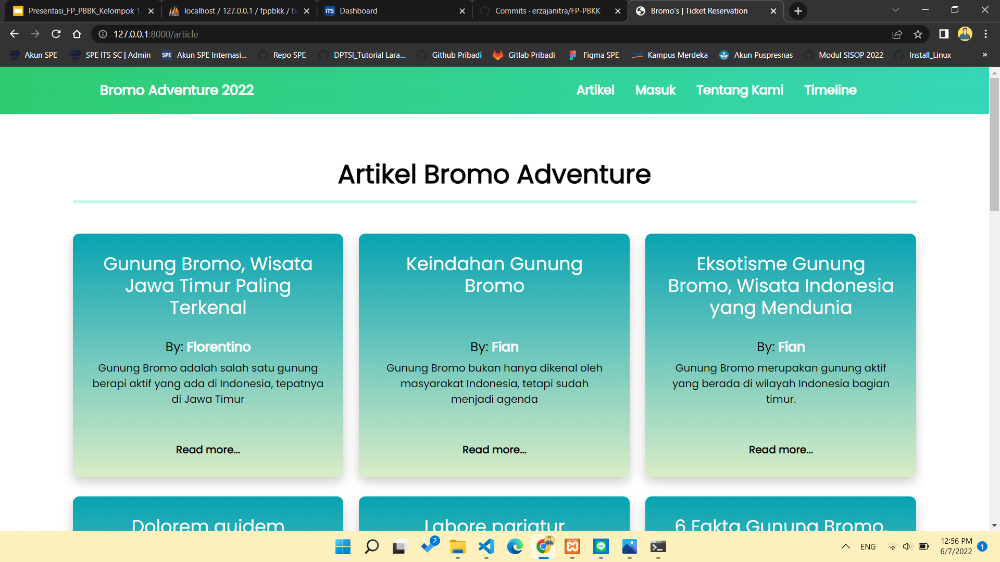 Presentasi_FP_PBBK_Kelompok 1.
localhost / 127.0.0.1 / fppbkk / tic
Dashboard
Commits · erzajanitra/FP-PBKK
Bromo's | Ticket Reservation
127.0.0.1:8000/article
Akun SPE
SPE ITS SC | Admin
SPE
Akun SPE Internasi...
Repo SPE
DPTSI_Tutorial Lara...
Github Pribadi
Gitlab Pribadi
Figma SPE
Kampus Merdeka
Akun Puspresnas
Modul SISOP 2022
Install_Linux
»
Bromo Adventure 2022
Artikel
Masuk
Tentang Kami
Timeline
Artikel Bromo Adventure
Gunung Bromo, Wisata
Jawa Timur Paling
Terkenal
By: Florentino
Gunung Bromo adalah salah satu gunung
berapi aktif yang ada di Indonesia, tepatnya
di Jawa Timur
Read more...
Keindahan Gunung
Bromo
By: Fian
Gunung Bromo bukan hanya dikenal oleh
masyarakat Indonesia, tetapi sudah
menjadi agenda
Read more...
Eksotisme Gunung
Bromo, Wisata Indonesia
yang Mendunia
By: Fian
Gunung Bromo merupakan gunung aktif
yang berada di wilayah Indonesia bagian
timur.
Read more...
Dolorem quidem
Labore pariatur
6 Fakta Gunung Bromo,
2
ENG
12:56 PM
6/7/2022
1